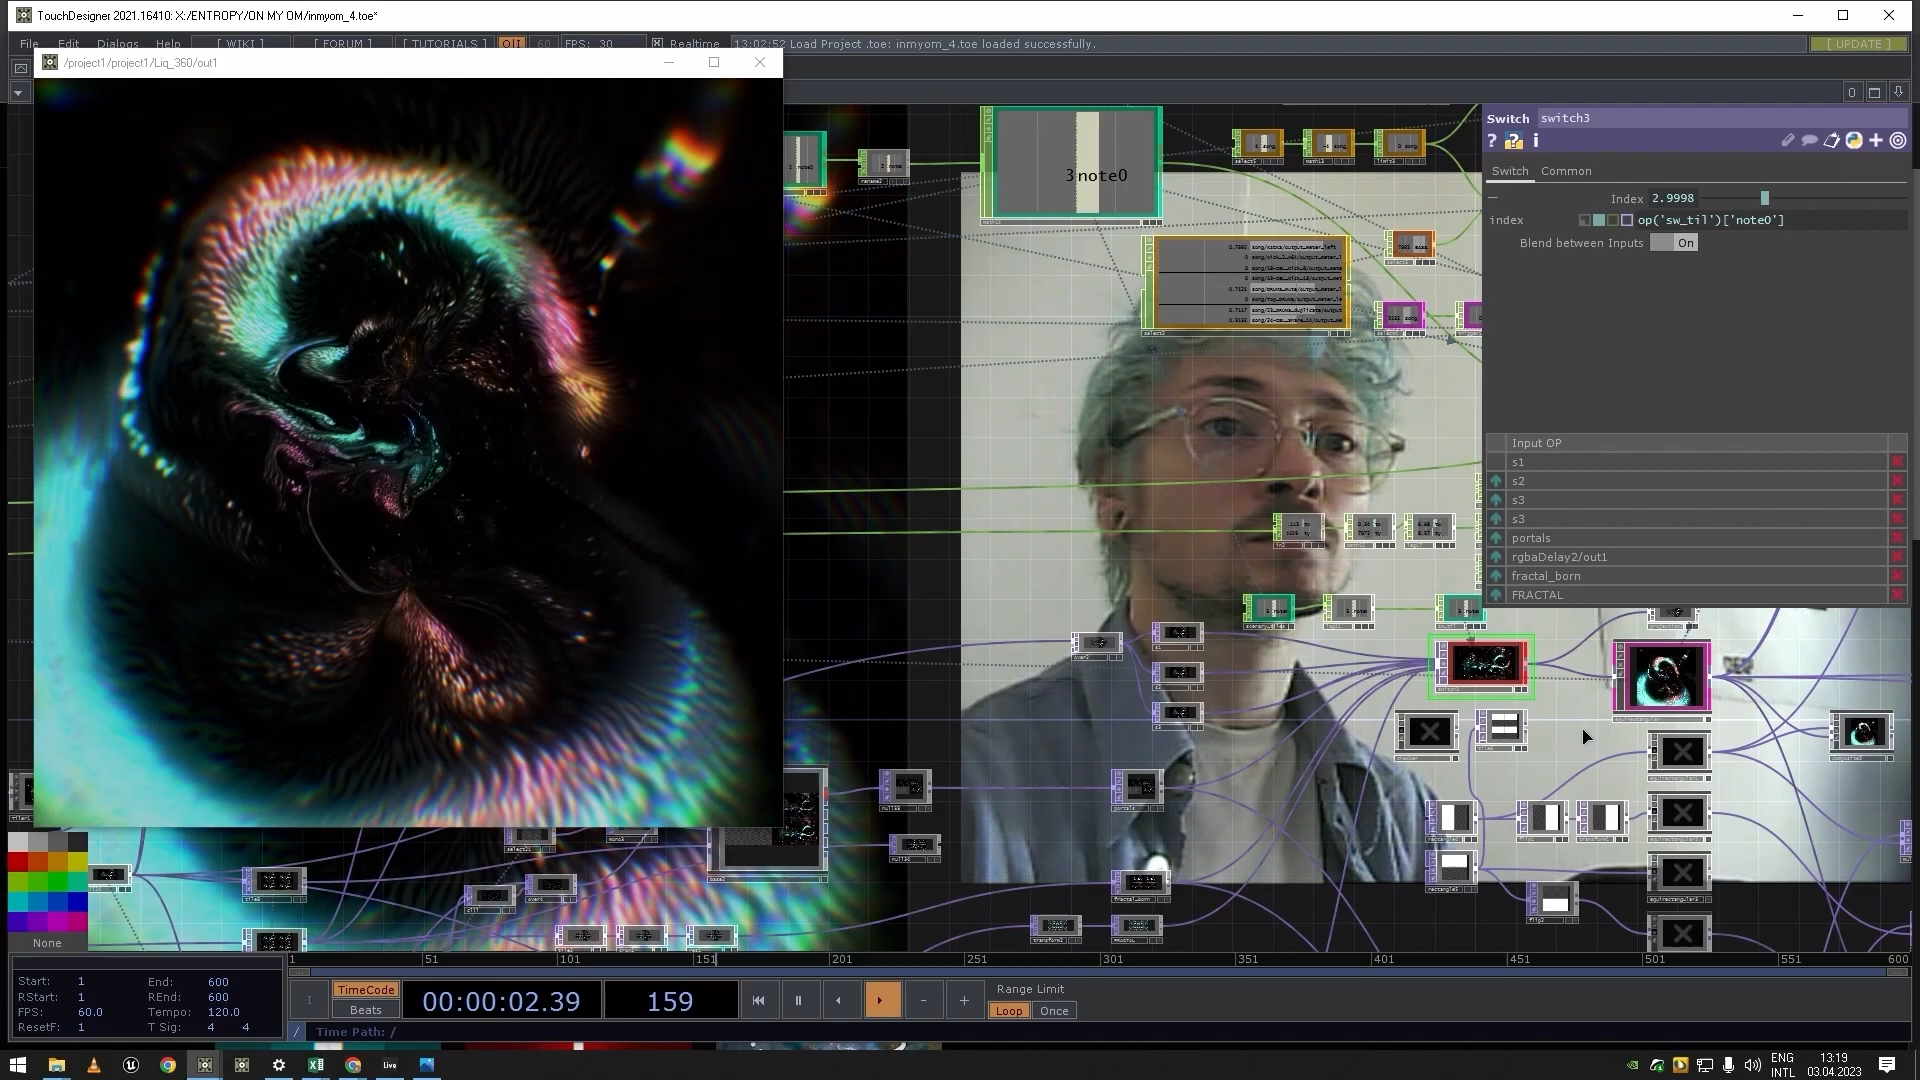 TouchDesigner 2021.16410: X:/ENTROPY/ON MY OM/inmyom_4.toe*
File Edit Dialogs Help [ WIKI ] [ FORUM ] [ TUTORIALS ] O|I 60 FPS: 30 Realtime 13:02:52 Load Project .toe: inmyom_4.toe loaded successfully. [ UPDATE ]
/project1/project1/Liq_360/out1
0
3 note0
Switch switch3
? ? i
Switch Common
Index 2.9998
index op('sw_til')['note0']
Blend between Inputs On
Input OP
s1
s2
s3
s3
portals
rgbaDelay2/out1
fractal_born
FRACTAL
None
1 51 101 151 201 251 301 351 401 451 501 551 600
Start: 1 End: 600
RStart: 1 REnd: 600
FPS: 60.0 Tempo: 120.0
ResetF: 1 T Sig: 4 4
TimeCode
Beats
00:00:02.39
159
Range Limit
Loop Once
/ Time Path: /
Live
ENG
INTL
13:19
03.04.2023